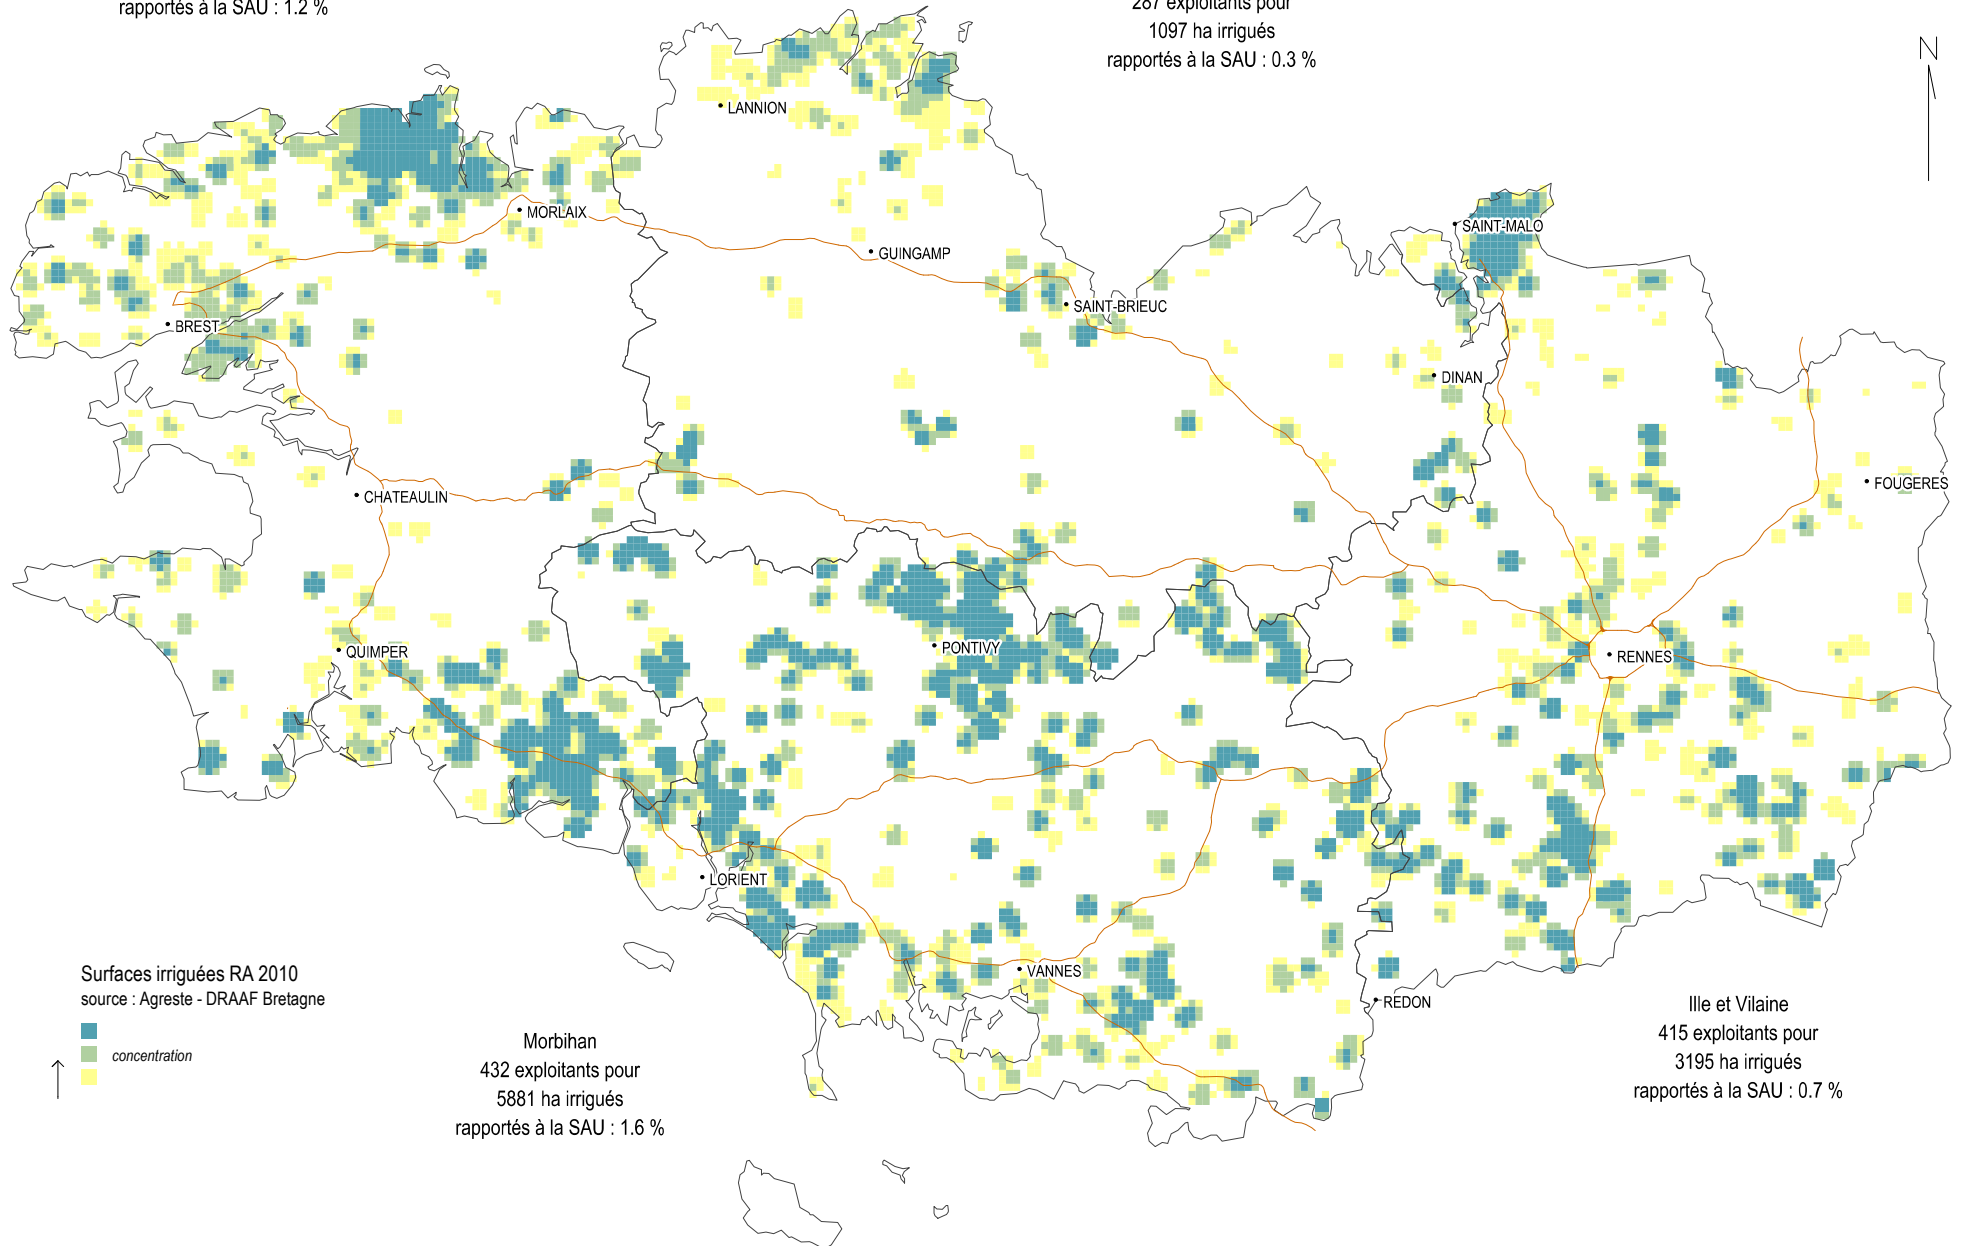 rapportés à la SAU : 1.2 %
287 exploitants pour
1097 ha irrigués
rapportés à la SAU : 0.3 %
N
LANNION
MORLAIX
GUINGAMP
SAINT-MALO
SAINT-BRIEUC
BREST
DINAN
CHATEAULIN
FOUGERES
QUIMPER
PONTIVY
RENNES
LORIENT
VANNES
REDON
Surfaces irriguées RA 2010
source : Agreste - DRAAF Bretagne
concentration
Morbihan
432 exploitants pour
5881 ha irrigués
rapportés à la SAU : 1.6 %
Ille et Vilaine
415 exploitants pour
3195 ha irrigués
rapportés à la SAU : 0.7 %